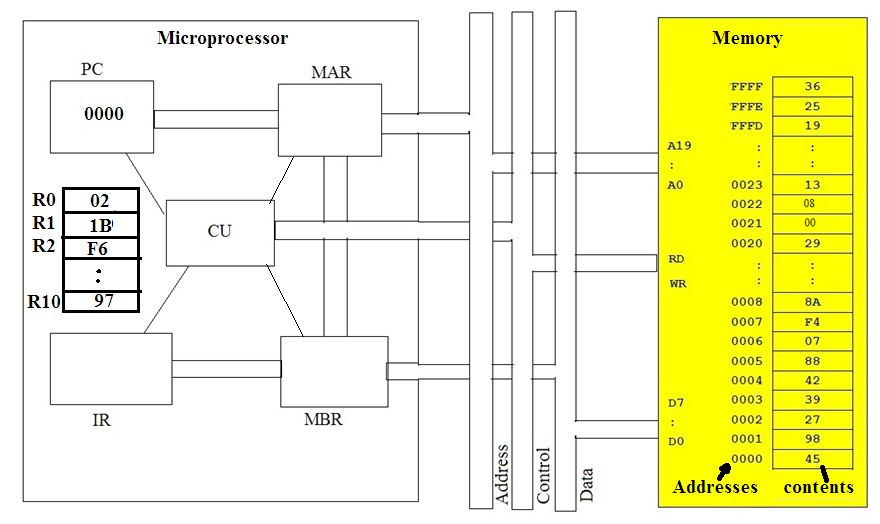 Microprocessor
PC
0000
MAR
R0 02
R1 1B
R2 F6
:
R10 97
CU
IR
MBR
Address
Control
Data
Memory
FFFF 36
FFFE 25
FFFD 19
A19 : :
: : :
A0 0023 13
0022 08
0021 00
0020 29
RD : :
WR : :
0008 8A
0007 F4
0006 07
0005 88
0004 42
D7 0003 39
: 0002 27
D0 0001 98
0000 45
Addresses contents